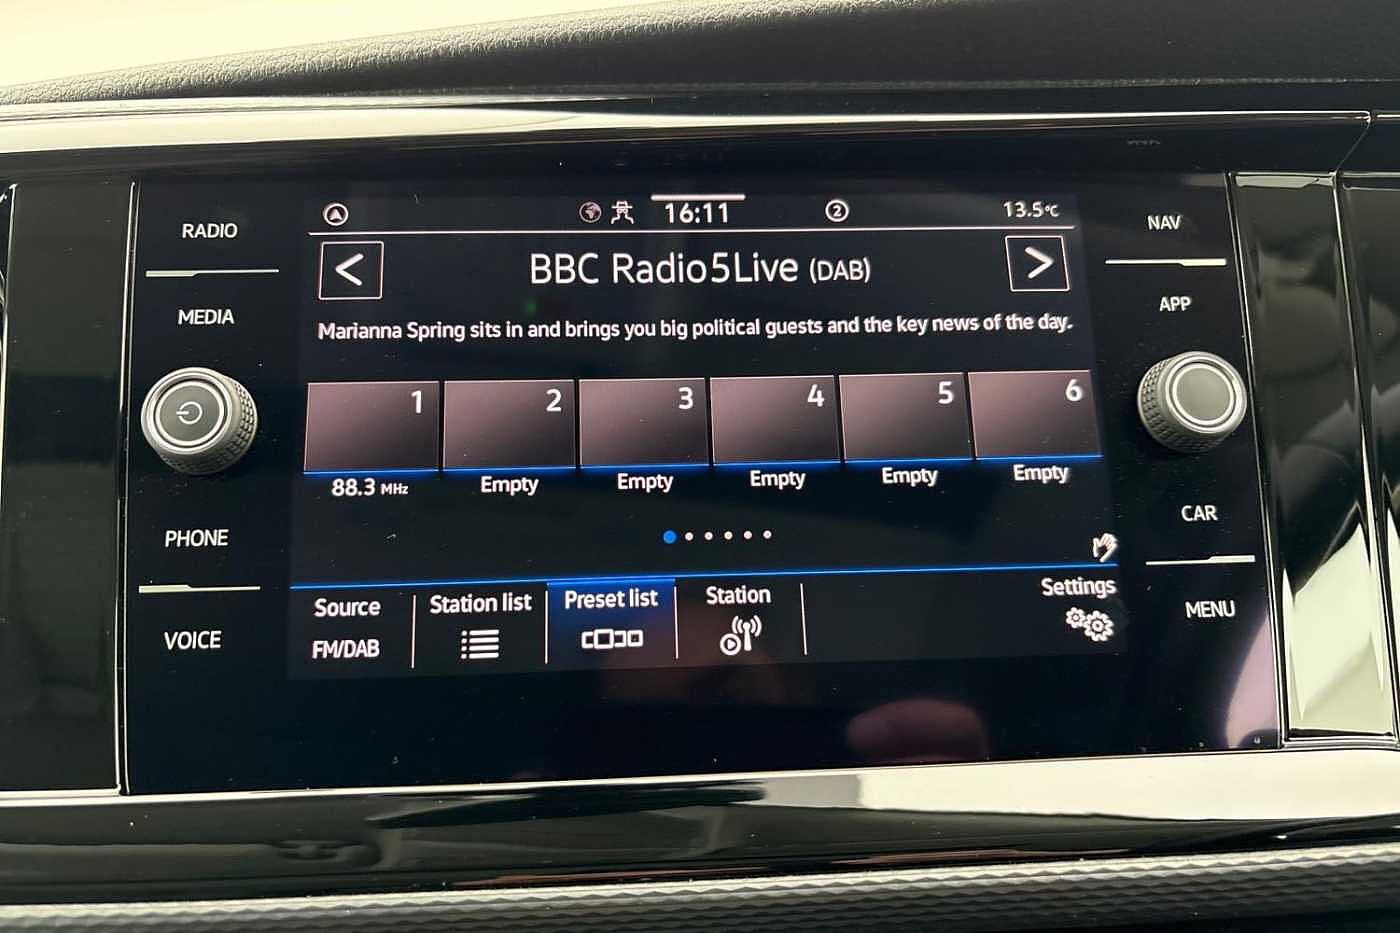 RADIO
MEDIA
PHONE
VOICE
16:11
2
13.5°C
<
BBC Radio5Live (DAB)
>
Marianna Spring sits in and brings you big political guests and the key news of the day.
1 2 3 4 5 6
88.3 MHz Empty Empty Empty Empty Empty
Source
FM/DAB
Station list
Preset list
Station
Settings
NAV
APP
CAR
MENU